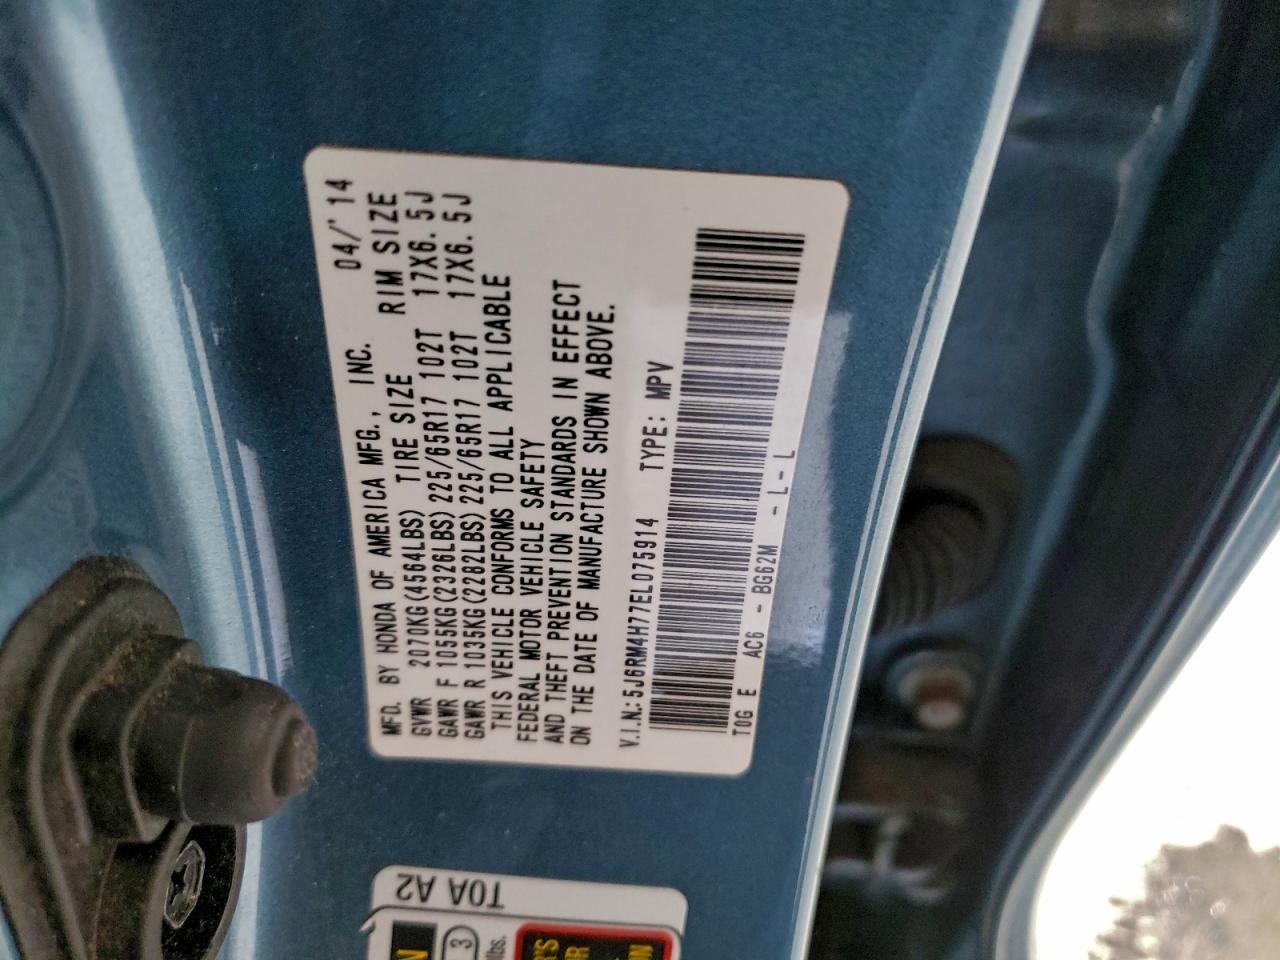 MFD. BY HONDA OF AMERICA MFG., INC. 04/'14
GVWR 2070KG(4564LBS) TIRE SIZE RIM SIZE
GAWR F 1055KG(2326LBS) 225/65R17 102T 17X6.5J
GAWR R 1035KG(2282LBS) 225/65R17 102T 17X6.5J
THIS VEHICLE CONFORMS TO ALL APPLICABLE
FEDERAL MOTOR VEHICLE SAFETY
AND THEFT PREVENTION STANDARDS IN EFFECT
ON THE DATE OF MANUFACTURE SHOWN ABOVE.
V.I.N.:5J6RM4H77EL075914 TYPE: MPV
T0G E AC6 - BG62M - L - L
T0A A2
3
lbs.